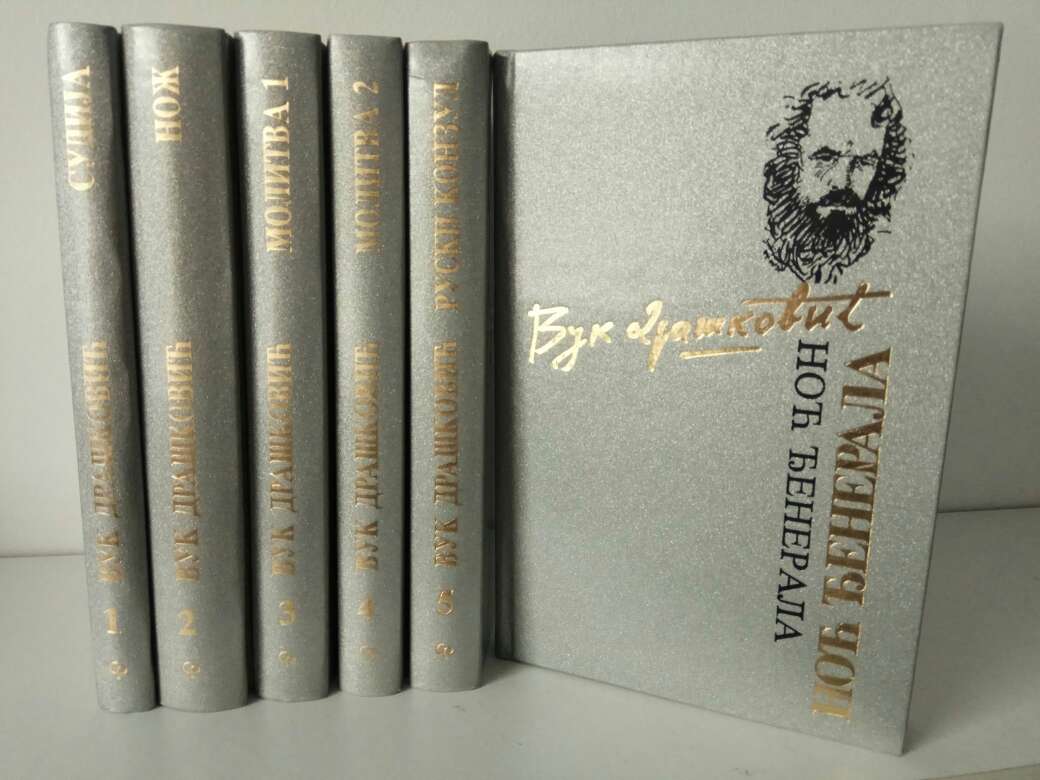 1 ВУК ДРАШКОВИЋ СУДИЈА
2 ВУК ДРАШКОВИЋ НОЖ
3 ВУК ДРАШКОВИЋ МОЛИТВА 1
4 ВУК ДРАШКОВИЋ МОЛИТВА 2
5 ВУК ДРАШКОВИЋ РУСКИ КОНЗУЛ
Вук Драшковић
НОЋ ЂЕНЕРАЛА
НОЋ ЂЕНЕРАЛА